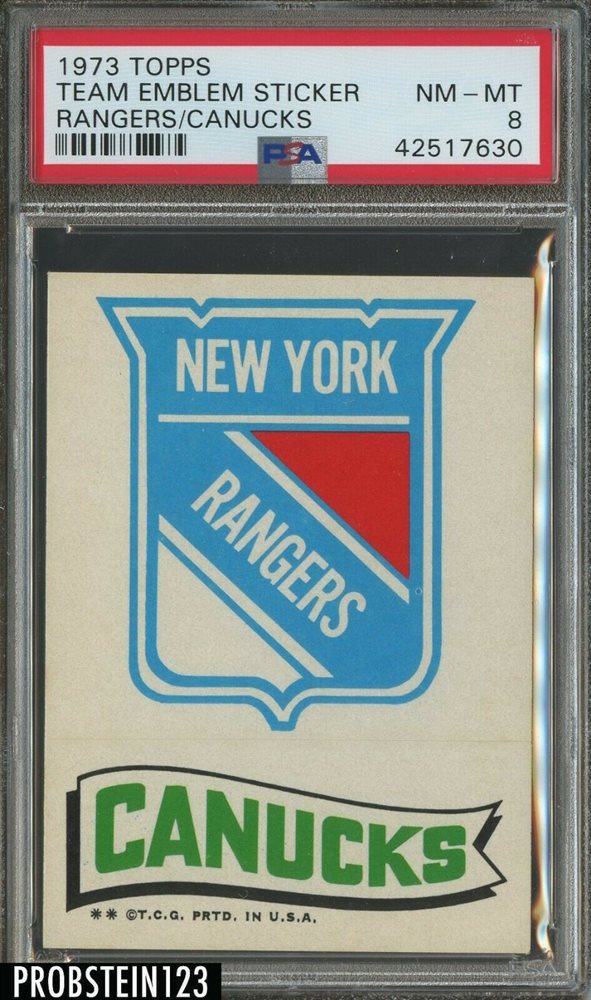 1973 TOPPS
TEAM EMBLEM STICKER NM - MT
RANGERS/CANUCKS 8
PSA 42517630
NEW YORK
RANGERS
CANUCKS
** ©T.C.G. PRTD. IN U.S.A.
PSA
PROBSTEIN123